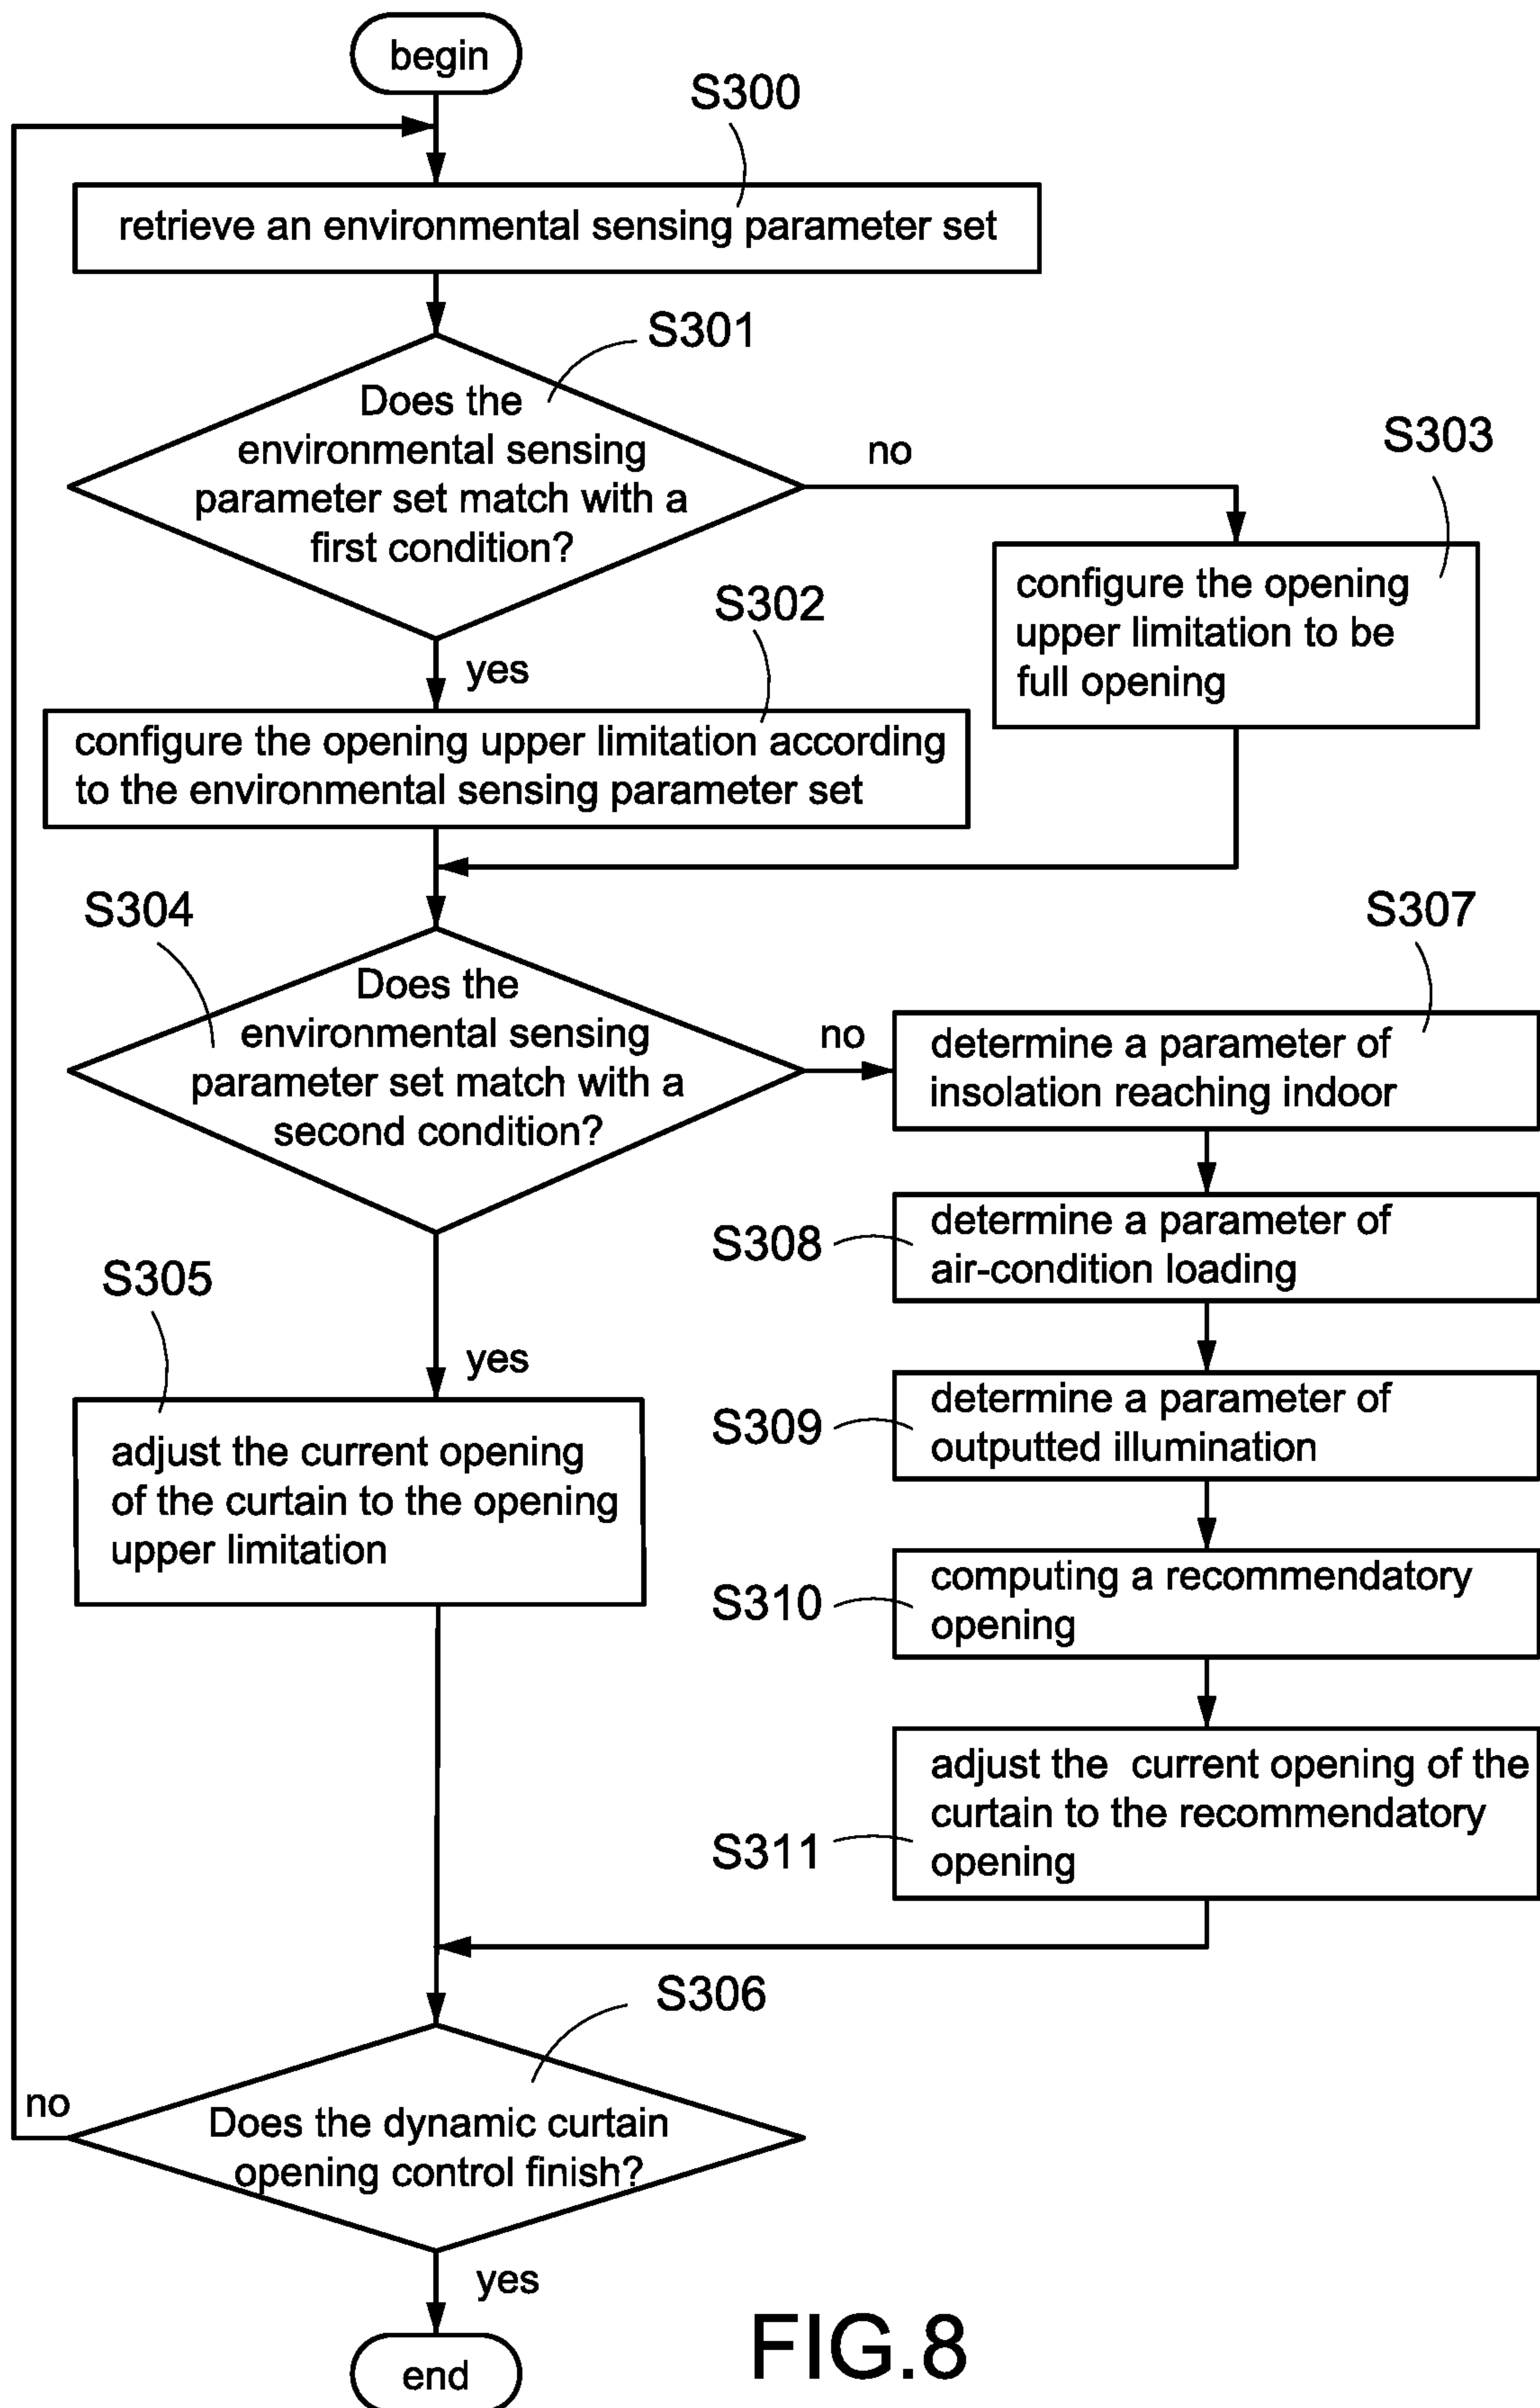 begin
S300
retrieve an environmental sensing parameter set
S301
Does the
environmental sensing
parameter set match with a
first condition?
no
S303
configure the opening
upper limitation to be
full opening
S302
yes
configure the opening upper limitation according
to the environmental sensing parameter set
S304
Does the
environmental sensing
parameter set match with a
second condition?
no
S307
determine a parameter of
insolation reaching indoor
S308
determine a parameter of
air-condition loading
S305
yes
adjust the current opening
of the curtain to the opening
upper limitation
S309
determine a parameter of
outputted illumination
S310
computing a recommendatory
opening
S311
adjust the current opening of the
curtain to the recommendatory
opening
S306
no
Does the dynamic curtain
opening control finish?
yes
end
FIG.8